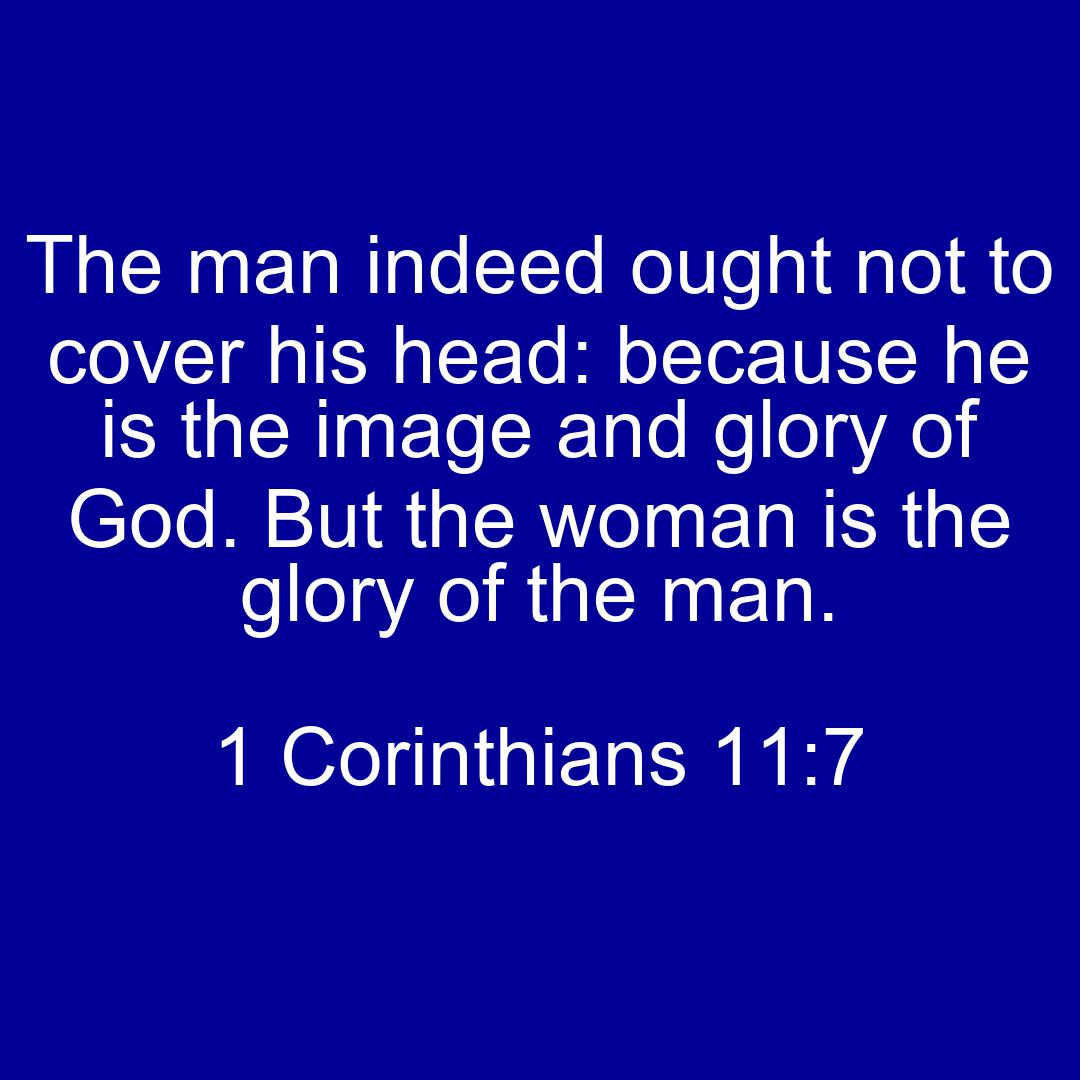 The man indeed ought not to
cover his head: because he
is the image and glory of
God. But the woman is the
glory of the man.
1 Corinthians 11:7